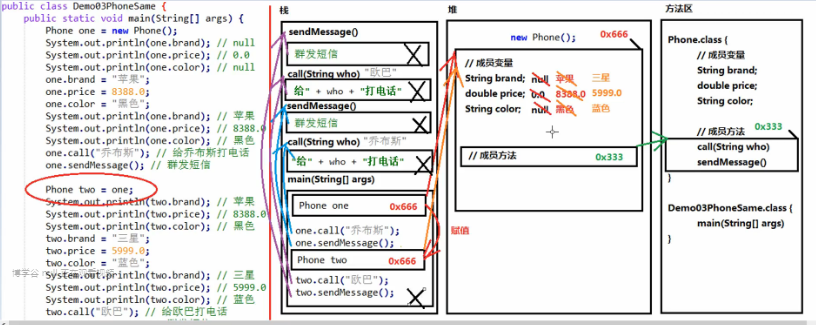 public class Demo03PhoneSame {
public static void main(String[] args) {
Phone one = new Phone();
System.out.println(one.brand); // null
System.out.println(one.price); // 0.0
System.out.println(one.color); // null
one.brand = "苹果";
one.price = 8388.0;
one.color = "黑色";
System.out.println(one.brand); // 苹果
System.out.println(one.price); // 8388.0
System.out.println(one.color); // 黑色
one.call("乔布斯"); // 给乔布斯打电话
one.sendMessage(); // 群发短信
Phone two = one;
System.out.println(two.brand); // 苹果
System.out.println(two.price); // 8388.0
System.out.println(two.color); // 黑色
two.brand = "三星";
two.price = 5999.0;
two.color = "蓝色";
System.out.println(two.brand); // 三星
System.out.println(two.price); // 5999.0
System.out.println(two.color); // 蓝色
two.call("欧巴"); // 给欧巴打电话
博学谷
栈
sendMessage()
群发短信
call(String who) "欧巴"
给" + who + "打电话"
sendMessage()
群发短信
call(String who) "乔布斯"
"给" + who + "打电话"
main(String[] args)
Phone one 0x666
one.call("乔布斯");
one.sendMessage();
Phone two 0x666
two.call("欧巴");
two.sendMessage();
赋值
堆
new Phone(); 0x666
// 成员变量
String brand; null 苹果 三星
double price; 0.0 8388.0 5999.0
String color; null 黑色 蓝色
// 成员方法 0x333
方法区
Phone.class {
// 成员变量
String brand;
double price;
String color;
0x333
// 成员方法
call(String who)
sendMessage()
}
Demo03PhoneSame.class {
main(String[] args)
}